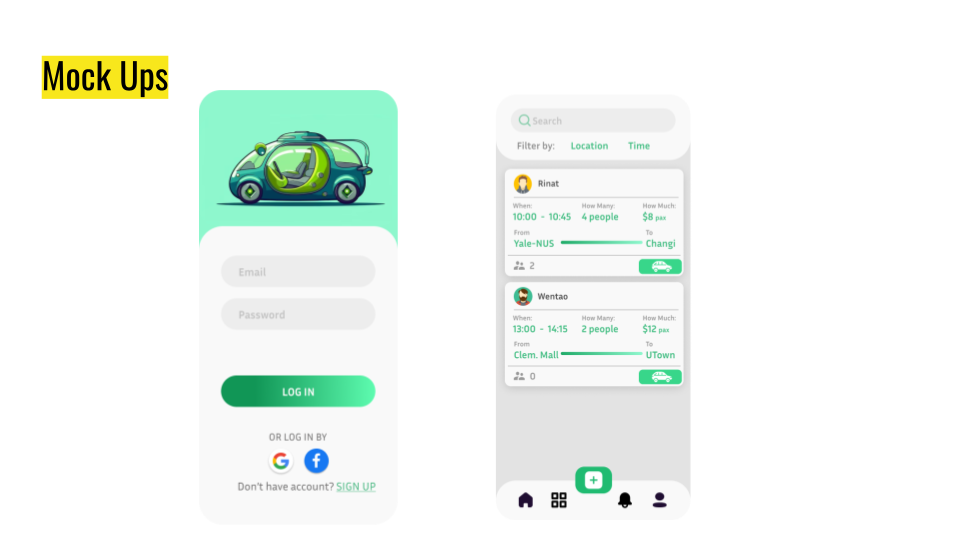 Mock Ups
Email
Password
LOG IN
OR LOG IN BY
Don't have account? SIGN UP
Search
Filter by: Location Time
Rinat
When: How Many: How Much:
10:00 - 10:45 4 people $8 pax
From To
Yale-NUS Changi
2
Wentao
When: How Many: How Much:
13:00 - 14:15 2 people $12 pax
From To
Clem. Mall UTown
0